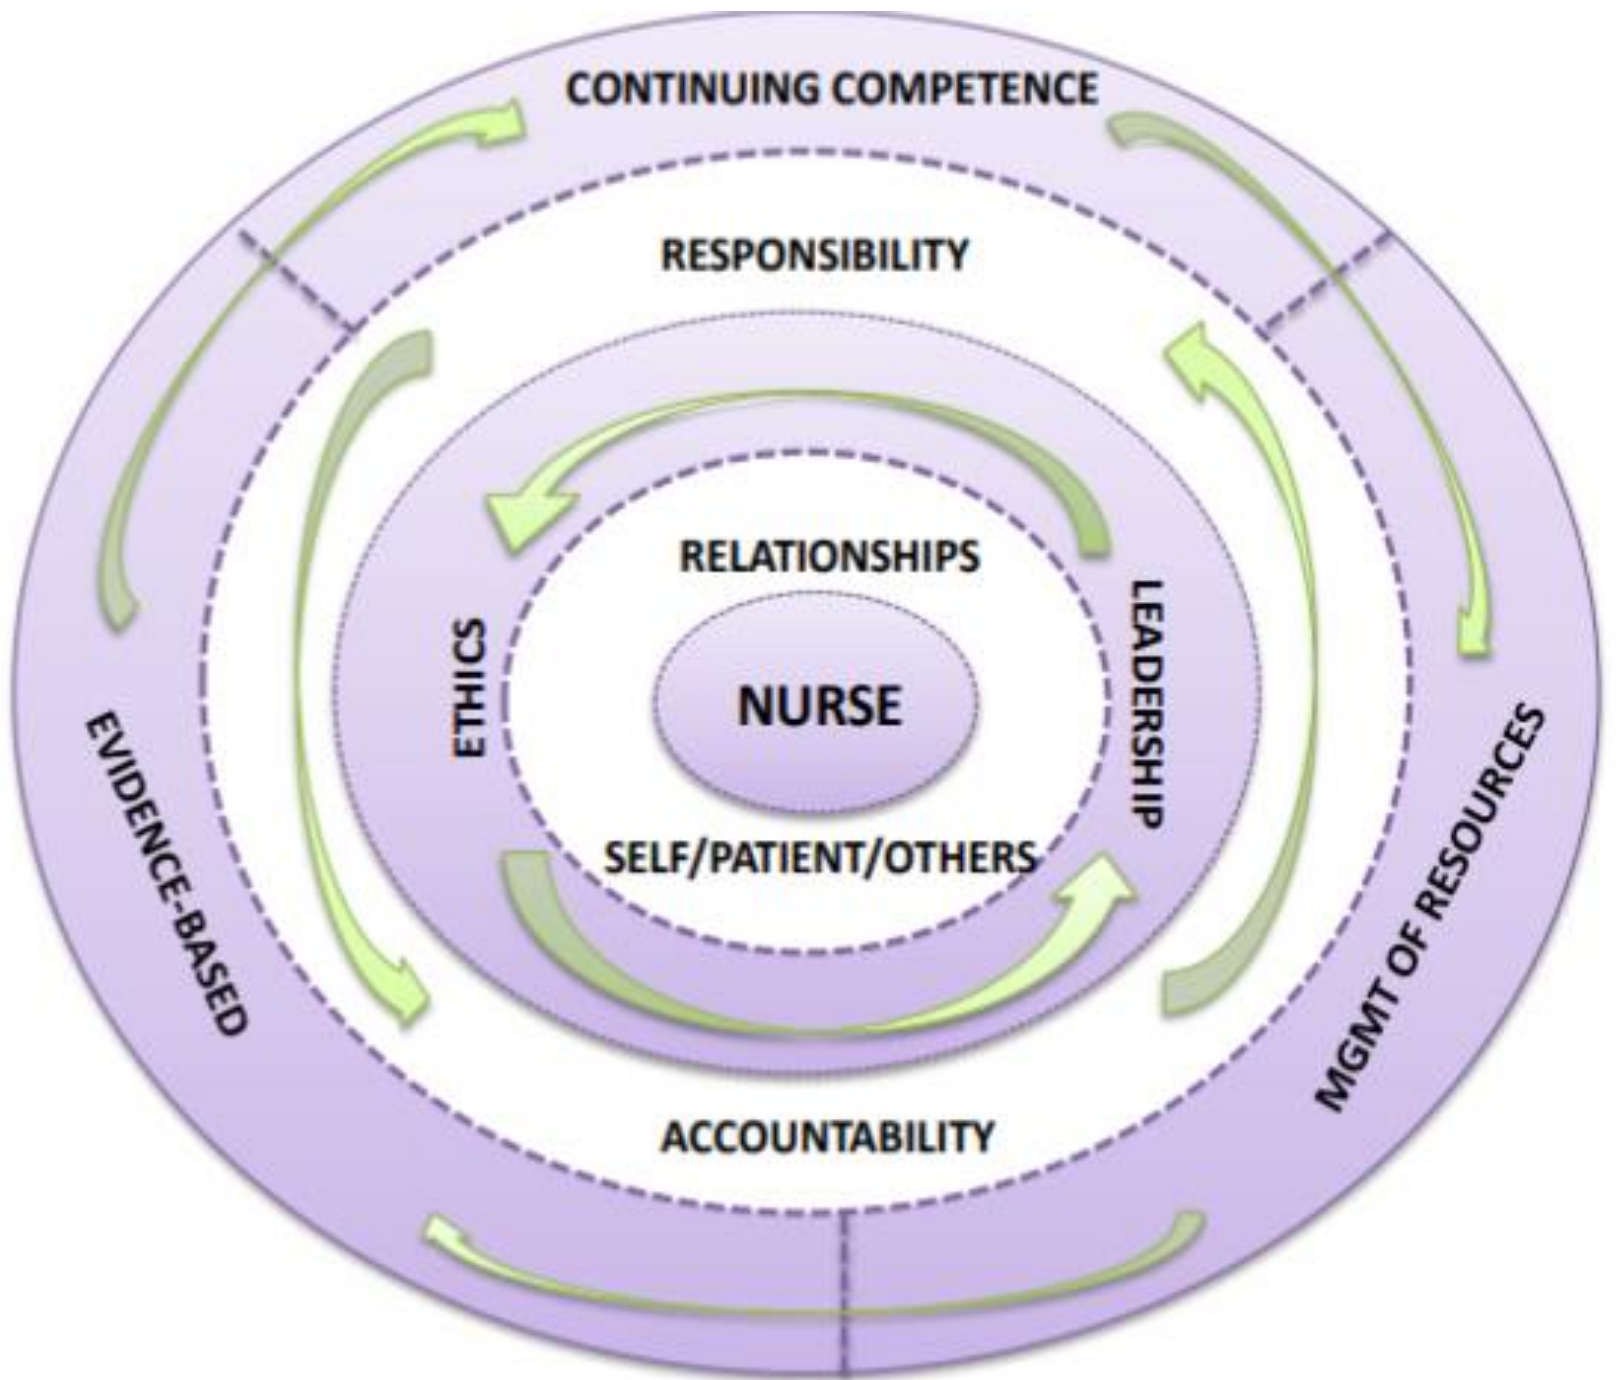 CONTINUING COMPETENCE
RESPONSIBILITY
RELATIONSHIPS
ETHICS
NURSE
LEADERSHIP
SELF/PATIENT/OTHERS
EVIDENCE-BASED
MGMT OF RESOURCES
ACCOUNTABILITY